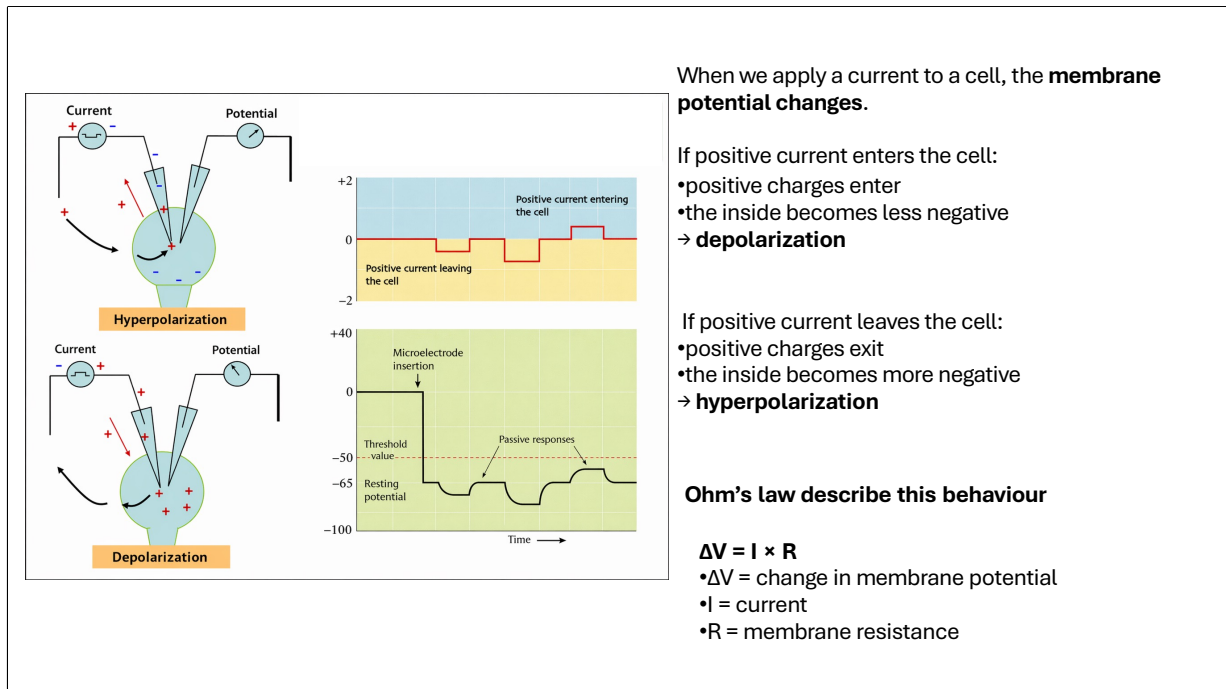 Current
Potential
+
–
–
–
+
+
+
+
– – –
Hyperpolarization
Current
Potential
–
+
+
+
+
+
+
+
+
+
Depolarization
+2
Positive current entering
the cell
0
Positive current leaving
the cell
–2
+40
Microelectrode
insertion
0
Passive responses
Threshold
value
–50
–65
Resting
potential
–100
Time
When we apply a current to a cell, the membrane
potential changes.
If positive current enters the cell:
•positive charges enter
•the inside becomes less negative
→ depolarization
If positive current leaves the cell:
•positive charges exit
•the inside becomes more negative
→ hyperpolarization
Ohm's law describe this behaviour
ΔV = I × R
•ΔV = change in membrane potential
•I = current
•R = membrane resistance